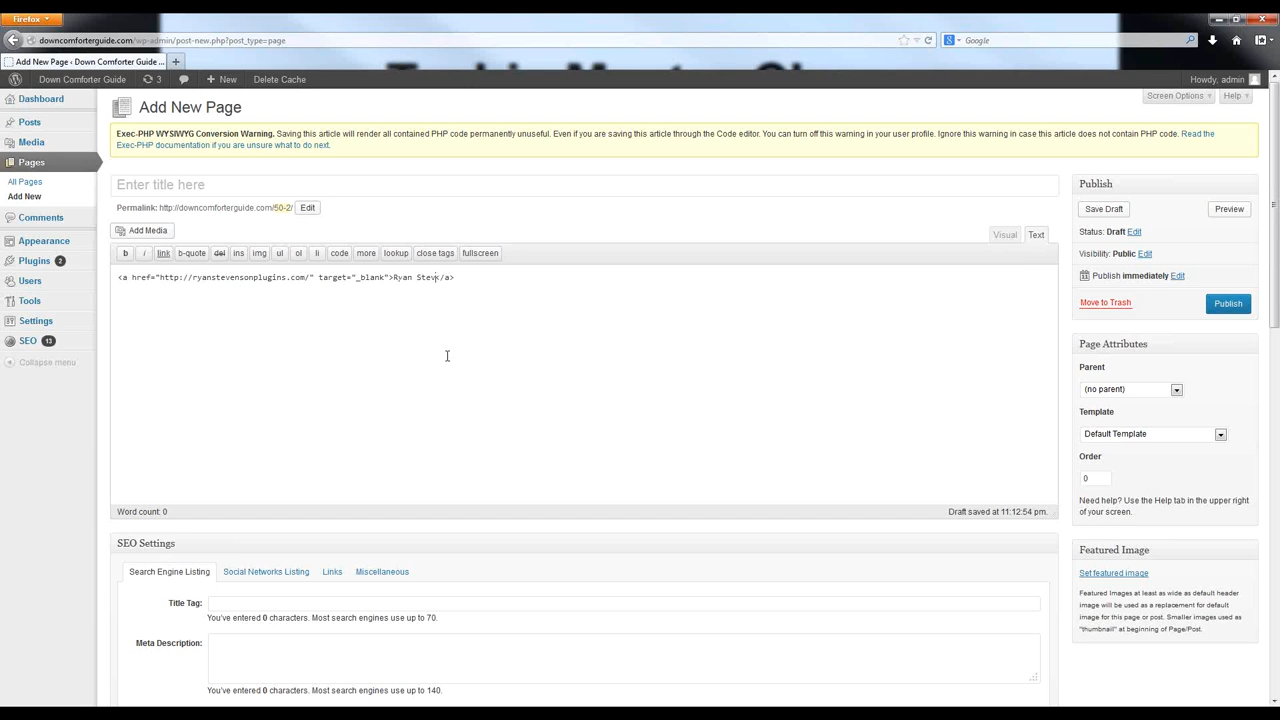 Firefox
downcomforterguide.com/wp-admin/post-new.php?post_type=page
Google
Add New Page ‹ Down Comforter Guide ...
Down Comforter Guide 3 New Delete Cache Howdy, admin
Dashboard
Posts
Media
Pages
All Pages
Add New
Comments
Appearance
Plugins 2
Users
Tools
Settings
SEO 13
Collapse menu
Screen Options Help
Add New Page
Exec-PHP WYSIWYG Conversion Warning. Saving this article will render all contained PHP code permanently unuseful. Even if you are saving this article through the Code editor. You can turn off this warning in your user profile. Ignore this warning in case this article does not contain PHP code. Read the
Exec-PHP documentation if you are unsure what to do next.
Enter title here
Permalink: http://downcomforterguide.com/50-2/ Edit
Add Media
Visual Text
b i link b-quote del ins img ul ol li code more lookup close tags fullscreen
<a href="http://ryanstevensonplugins.com/" target="_blank">Ryan Stev</a>
Word count: 0 Draft saved at 11:12:54 pm.
SEO Settings
Search Engine Listing Social Networks Listing Links Miscellaneous
Title Tag:
You've entered 0 characters. Most search engines use up to 70.
Meta Description:
You've entered 0 characters. Most search engines use up to 140.
Publish
Save Draft Preview
Status: Draft Edit
Visibility: Public Edit
Publish immediately Edit
Move to Trash Publish
Page Attributes
Parent
(no parent)
Template
Default Template
Order
0
Need help? Use the Help tab in the upper right
of your screen.
Featured Image
Set featured image
Featured Images at least as wide as default header
image will be used as a replacement for default
image for this page or post. Smaller images used as
"thumbnail" at beginning of Page/Post.